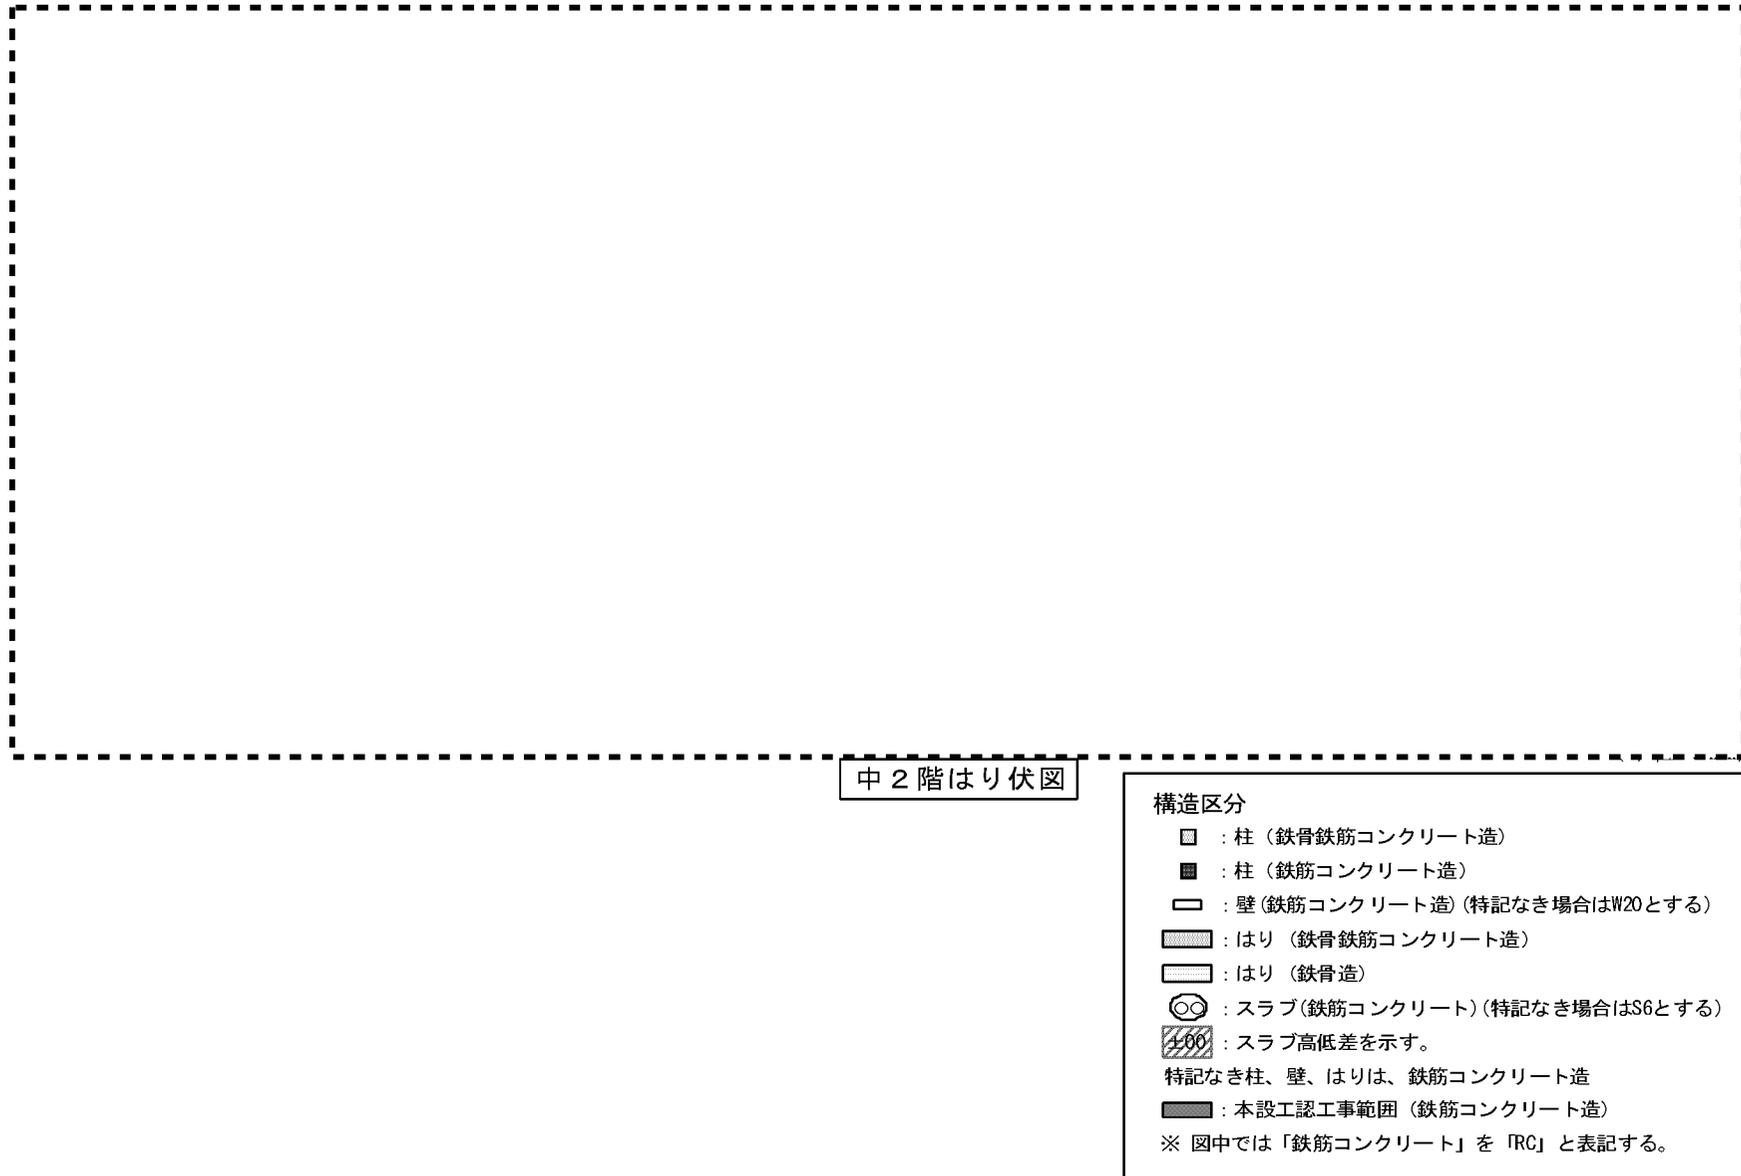 中2階はり伏図
構造区分
：柱（鉄骨鉄筋コンクリート造）
：柱（鉄筋コンクリート造）
：壁(鉄筋コンクリート造)(特記なき場合はW20とする)
：はり（鉄骨鉄筋コンクリート造）
：はり（鉄骨造）
：スラブ(鉄筋コンクリート)(特記なき場合はS6とする)
±00：スラブ高低差を示す。
特記なき柱、壁、はりは、鉄筋コンクリート造
：本設工認工事範囲（鉄筋コンクリート造）
※ 図中では「鉄筋コンクリート」を「RC」と表記する。